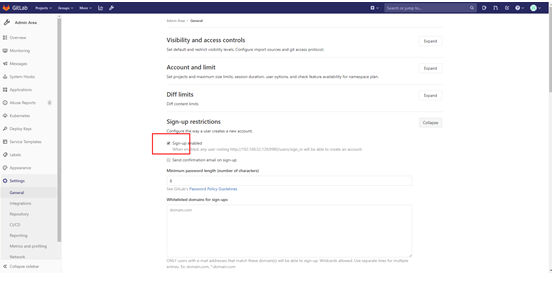 GitLab Projects Groups More Search or jump to...
Admin Area
Admin Area > General
Overview
Monitoring
Messages
System Hooks
Applications
Abuse Reports 0
Kubernetes
Deploy Keys
Service Templates
Labels
Appearance
Settings
General
Integrations
Repository
CI/CD
Reporting
Metrics and profiling
Network
Collapse sidebar
Visibility and access controls
Expand
Set default and restrict visibility levels. Configure import sources and git access protocol.
Account and limit
Expand
Set projects and maximum size limits, session duration, user options, and check feature availability for namespace plan.
Diff limits
Expand
Diff content limits
Sign-up restrictions
Collapse
Configure the way a user creates a new account.
Sign-up enabled
When enabled, any user visiting will be able to create an account.
Send confirmation email on sign-up
Minimum password length (number of characters)
8
See GitLab's Password Policy Guidelines
Whitelisted domains for sign-ups
domain.com
ONLY users with e-mail addresses that match these domain(s) will be able to sign-up. Wildcards allowed. Use separate lines for multiple
entries. Ex: domain.com, *.domain.com